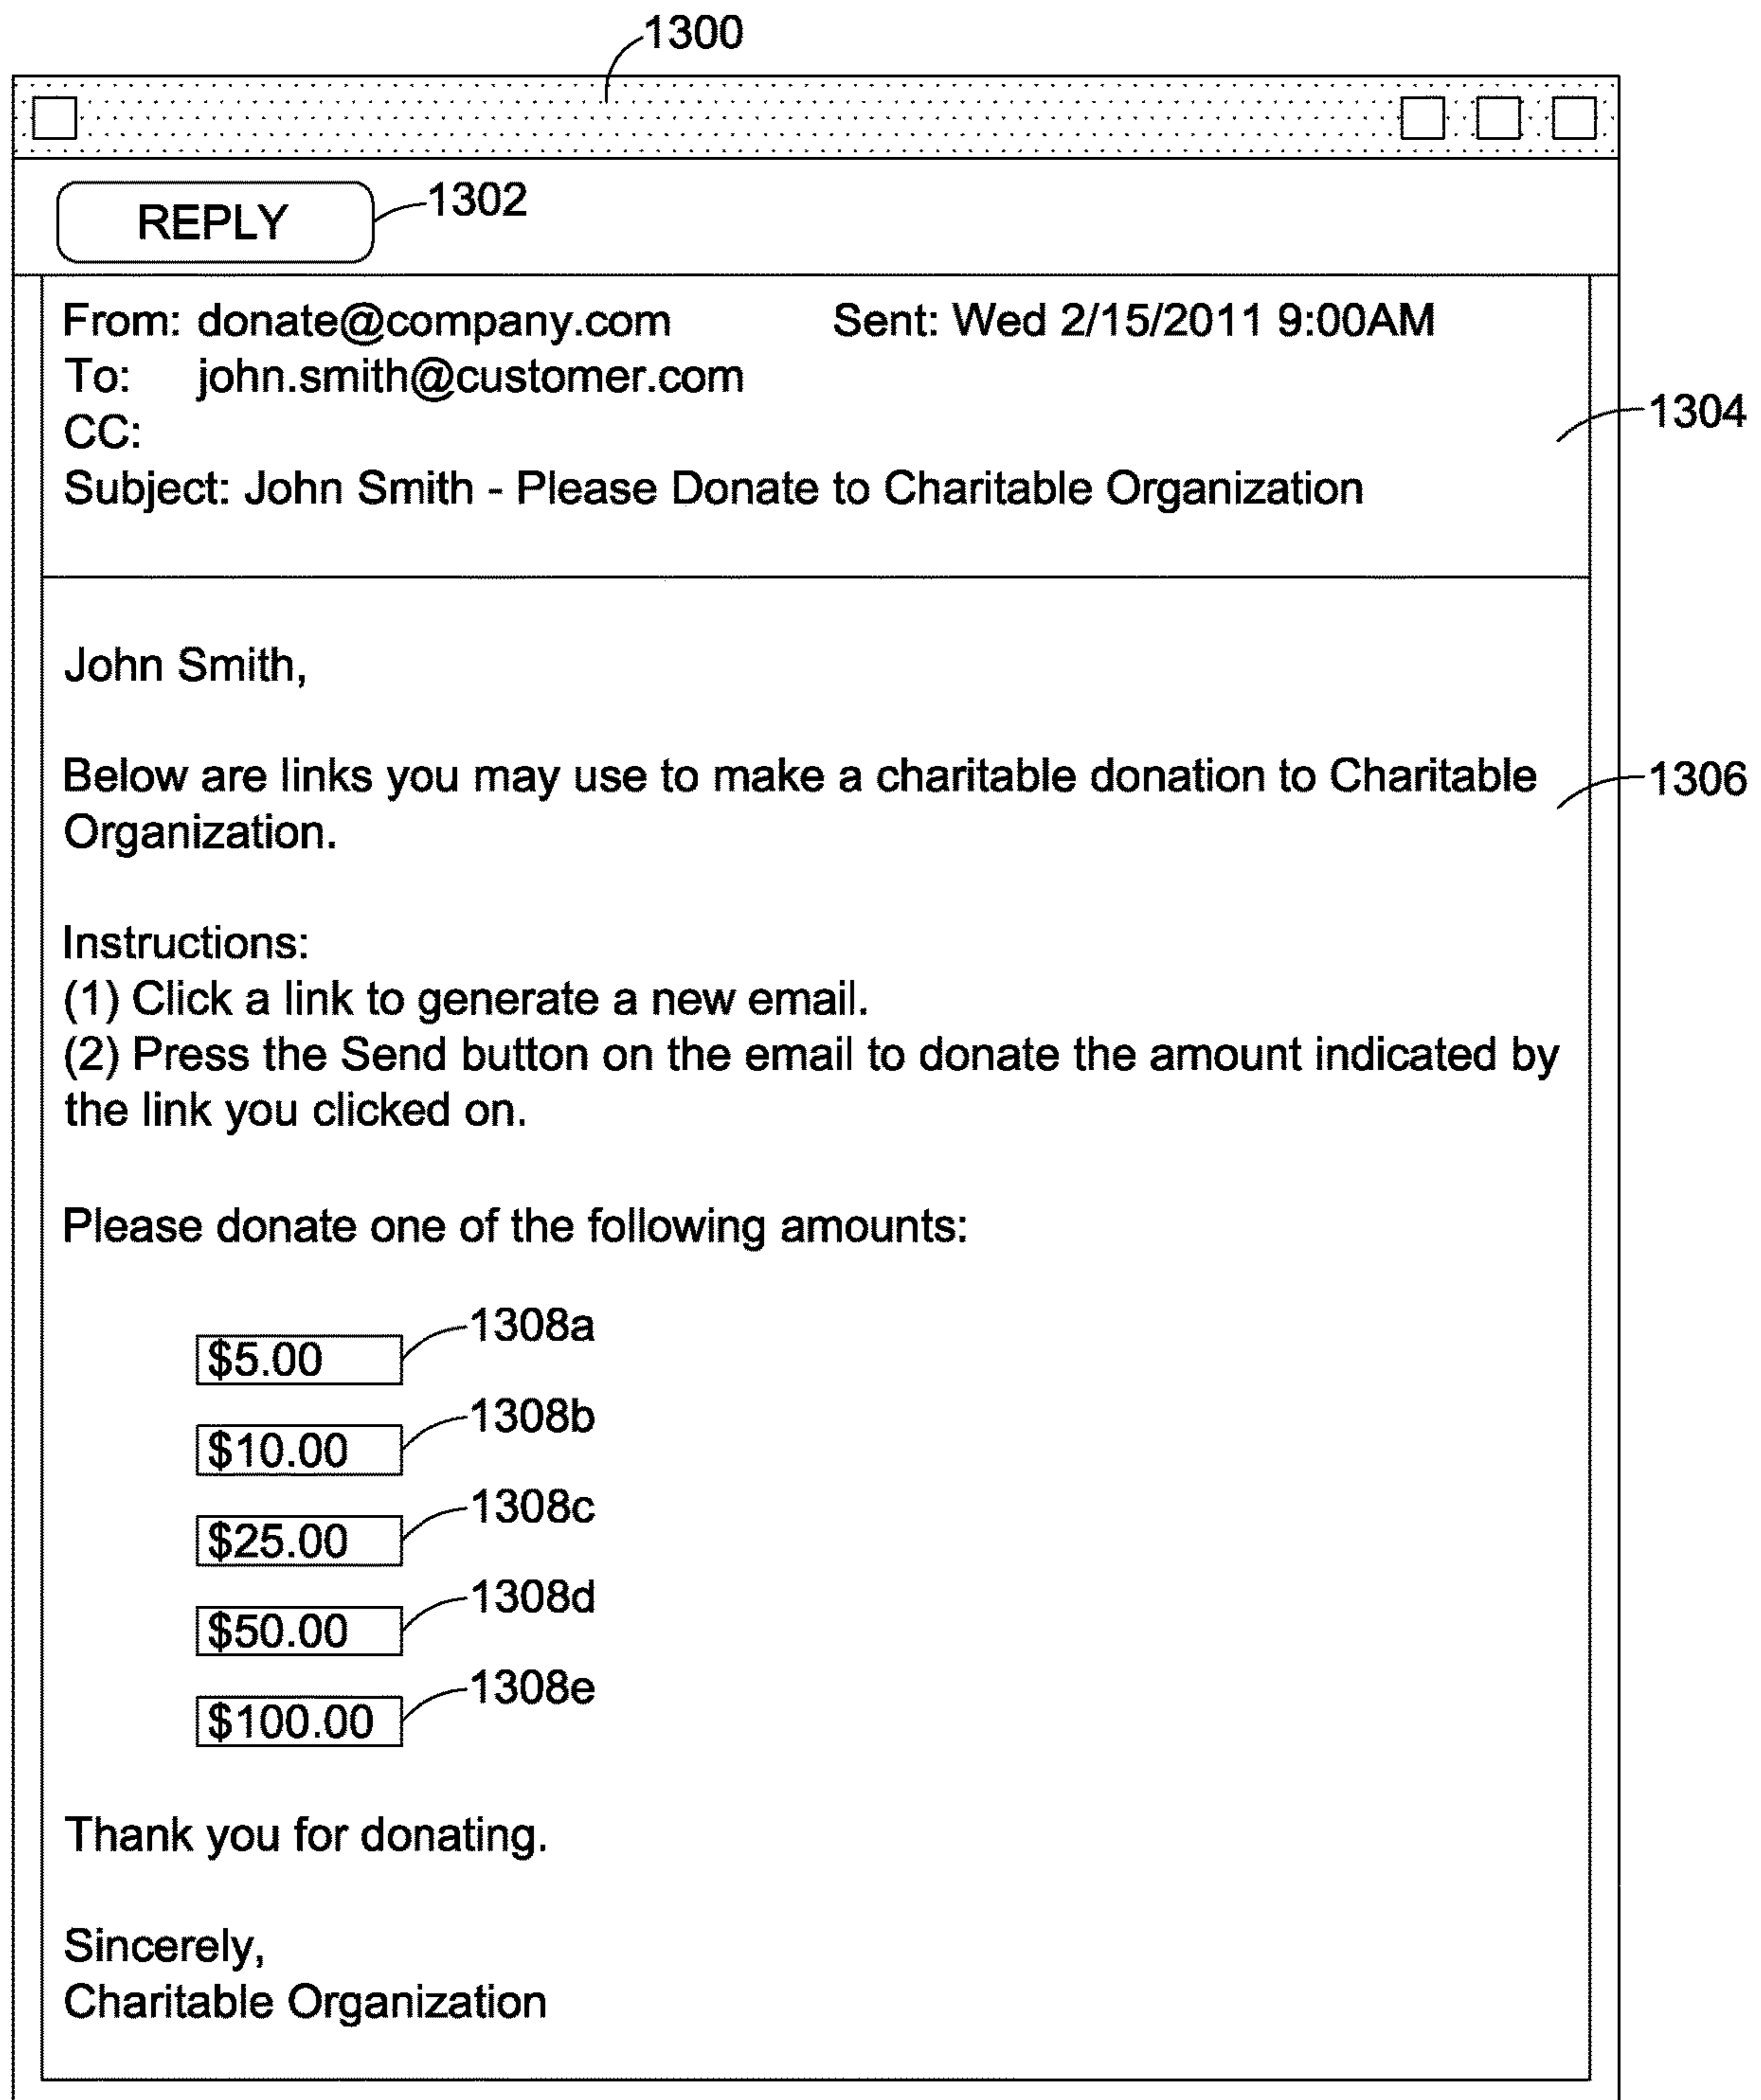 1300
REPLY
1302
From: donate@company.com Sent: Wed 2/15/2011 9:00AM
To: john.smith@customer.com
CC:
1304
Subject: John Smith - Please Donate to Charitable Organization
John Smith,
Below are links you may use to make a charitable donation to Charitable
1306
Organization.
Instructions:
(1) Click a link to generate a new email.
(2) Press the Send button on the email to donate the amount indicated by
the link you clicked on.
Please donate one of the following amounts:
1308a
$5.00
1308b
$10.00
1308c
$25.00
1308d
$50.00
1308e
$100.00
Thank you for donating.
Sincerely,
Charitable Organization